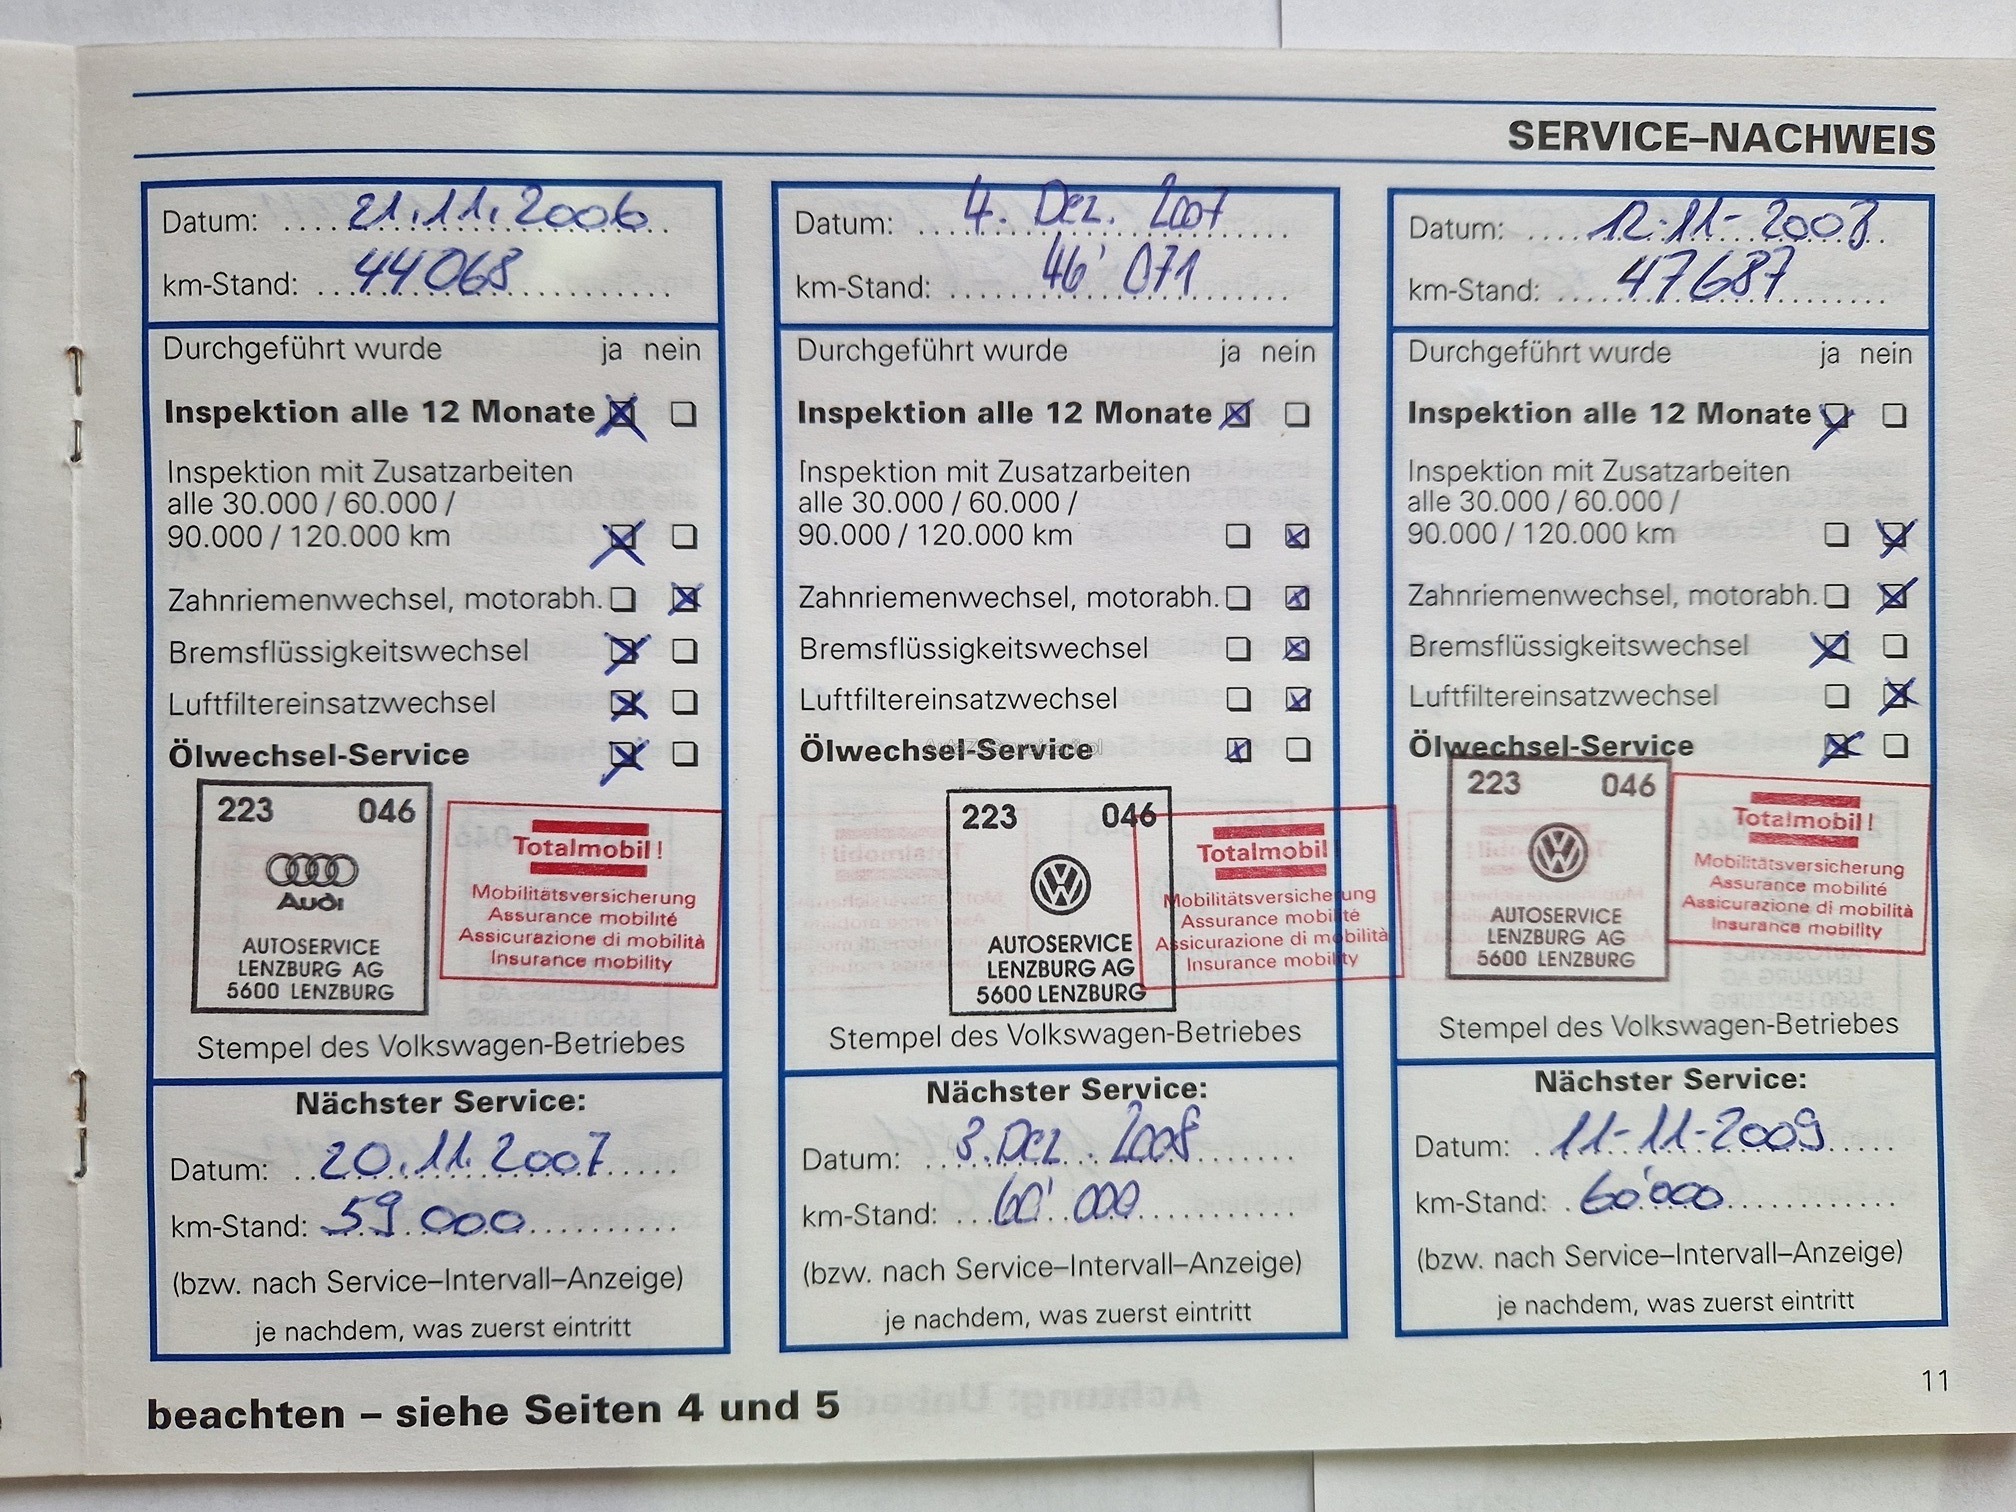 SERVICE–NACHWEIS
Datum: 21.11.2006
km-Stand: 44068
Durchgeführt wurde ja nein
Inspektion alle 12 Monate
Inspektion mit Zusatzarbeiten
alle 30.000 / 60.000 /
90.000 / 120.000 km
Zahnriemenwechsel, motorabh.
Bremsflüssigkeitswechsel
Luftfiltereinsatzwechsel
Ölwechsel-Service
223 046
Audi
AUTOSERVICE
LENZBURG AG
5600 LENZBURG
Totalmobil!
Mobilitätsversicherung
Assurance mobilité
Assicurazione di mobilità
Insurance mobility
Stempel des Volkswagen-Betriebes
Nächster Service:
Datum: 20.11.2007
km-Stand: 59.000
(bzw. nach Service–Intervall–Anzeige)
je nachdem, was zuerst eintritt
Datum: 4. Dez. 2007
km-Stand: 46'071
Durchgeführt wurde ja nein
Inspektion alle 12 Monate
Inspektion mit Zusatzarbeiten
alle 30.000 / 60.000 /
90.000 / 120.000 km
Zahnriemenwechsel, motorabh.
Bremsflüssigkeitswechsel
Luftfiltereinsatzwechsel
Ölwechsel-Service
223 046
AUTOSERVICE
LENZBURG AG
5600 LENZBURG
Totalmobil
Mobilitätsversicherung
Assurance mobilité
Assicurazione di mobilità
Insurance mobility
Stempel des Volkswagen-Betriebes
Nächster Service:
Datum: 3. Dez. 2008
km-Stand: 60'000
(bzw. nach Service–Intervall–Anzeige)
je nachdem, was zuerst eintritt
Datum: 12-11-2008
km-Stand: 47687
Durchgeführt wurde ja nein
Inspektion alle 12 Monate
Inspektion mit Zusatzarbeiten
alle 30.000 / 60.000 /
90.000 / 120.000 km
Zahnriemenwechsel, motorabh.
Bremsflüssigkeitswechsel
Luftfiltereinsatzwechsel
Ölwechsel-Service
223 046
AUTOSERVICE
LENZBURG AG
5600 LENZBURG
Totalmobil!
Mobilitätsversicherung
Assurance mobilité
Assicurazione di mobilità
Insurance mobility
Stempel des Volkswagen-Betriebes
Nächster Service:
Datum: 11-11-2009
km-Stand: 60'000
(bzw. nach Service–Intervall–Anzeige)
je nachdem, was zuerst eintritt
11
beachten – siehe Seiten 4 und 5